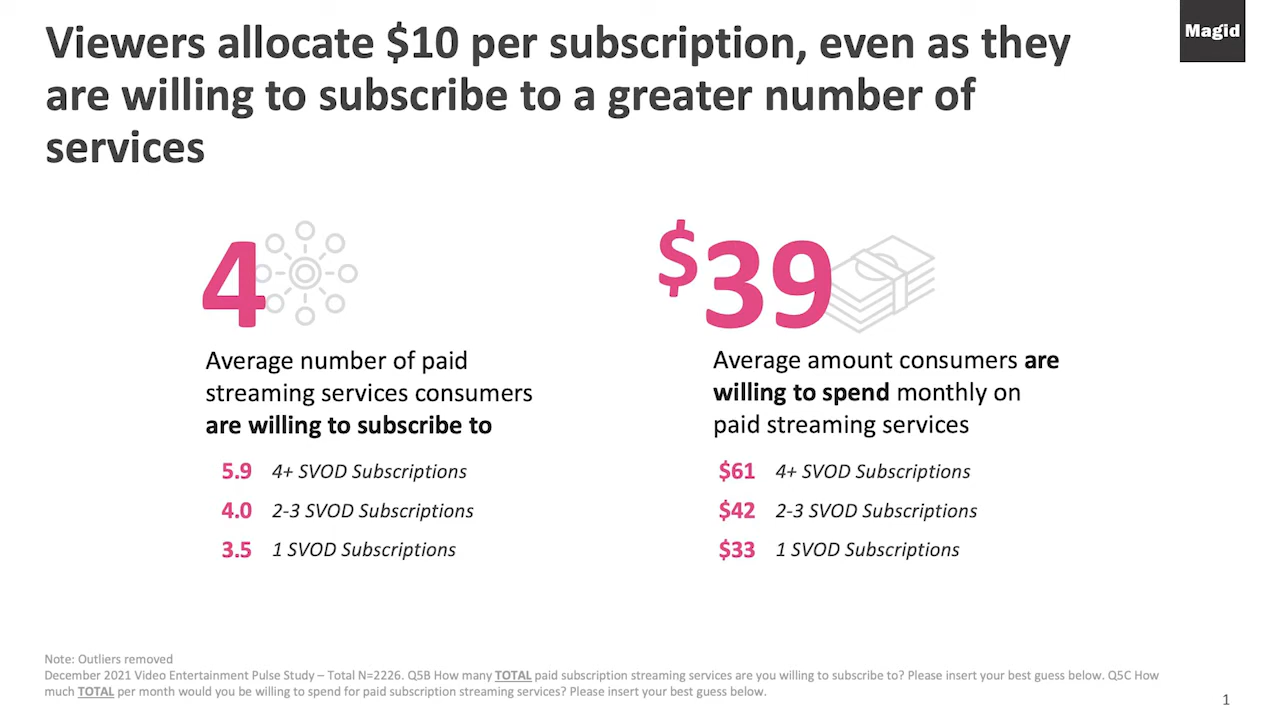 Viewers allocate $10 per subscription, even as they
are willing to subscribe to a greater number of
services
Magid
4
Average number of paid
streaming services consumers
are willing to subscribe to
5.9 4+ SVOD Subscriptions
4.0 2-3 SVOD Subscriptions
3.5 1 SVOD Subscriptions
$39
Average amount consumers are
willing to spend monthly on
paid streaming services
$61 4+ SVOD Subscriptions
$42 2-3 SVOD Subscriptions
$33 1 SVOD Subscriptions
Note: Outliers removed
December 2021 Video Entertainment Pulse Study – Total N=2226. Q5B How many TOTAL paid subscription streaming services are you willing to subscribe to? Please insert your best guess below. Q5C How
much TOTAL per month would you be willing to spend for paid subscription streaming services? Please insert your best guess below.
1